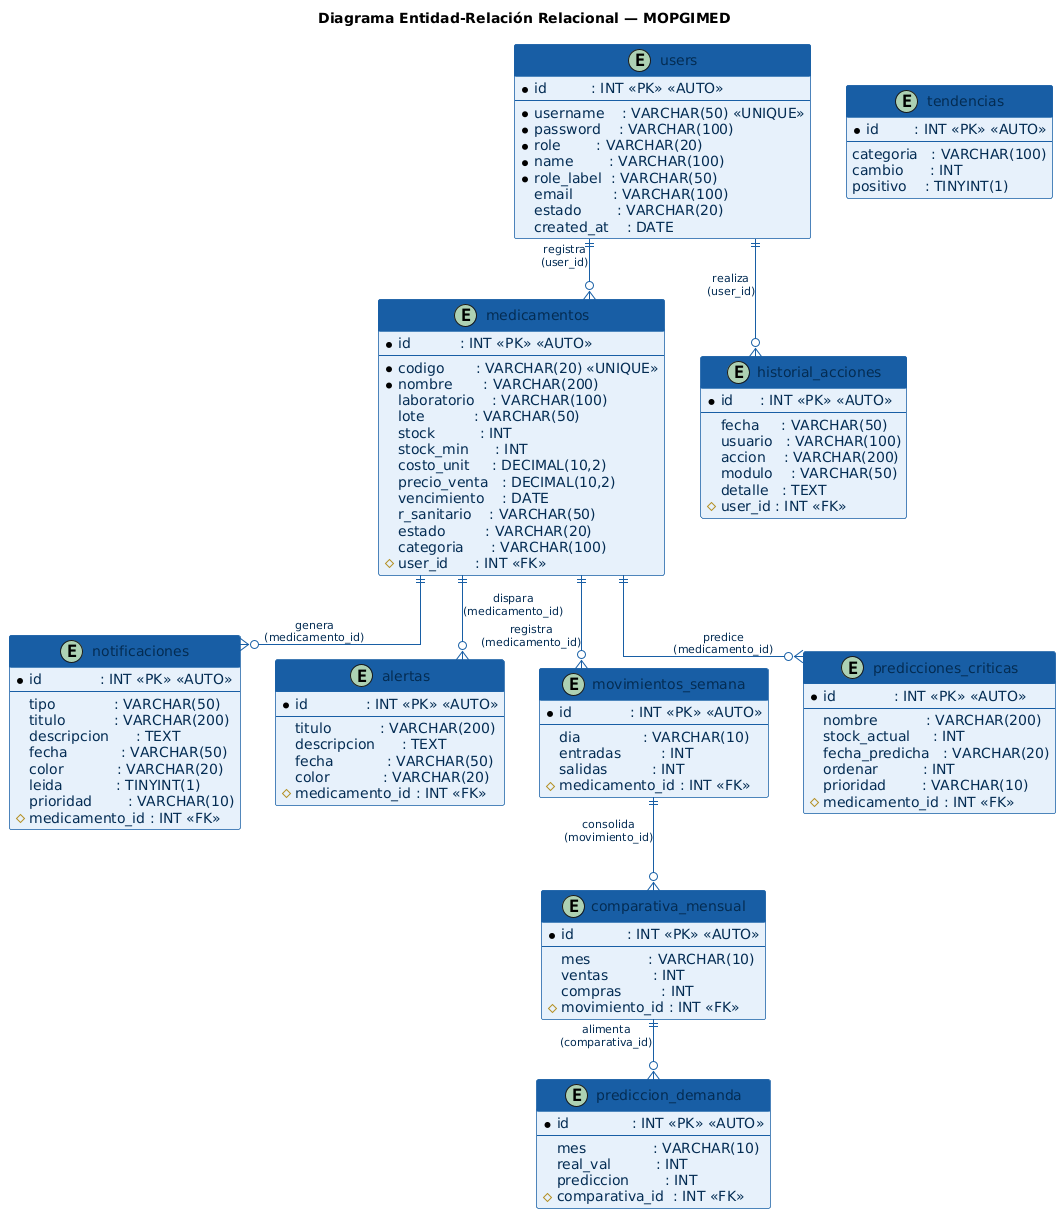 Diagrama Entidad-Relación Relacional — MOPGIMED
E users
id : INT «PK» «AUTO»
username : VARCHAR(50) «UNIQUE»
password : VARCHAR(100)
role : VARCHAR(20)
name : VARCHAR(100)
role_label : VARCHAR(50)
email : VARCHAR(100)
estado : VARCHAR(20)
created_at : DATE
E tendencias
id : INT «PK» «AUTO»
categoria : VARCHAR(100)
cambio : INT
positivo : TINYINT(1)
registra
(user_id)
realiza
(user_id)
E medicamentos
id : INT «PK» «AUTO»
codigo : VARCHAR(20) «UNIQUE»
nombre : VARCHAR(200)
laboratorio : VARCHAR(100)
lote : VARCHAR(50)
stock : INT
stock_min : INT
costo_unit : DECIMAL(10,2)
precio_venta : DECIMAL(10,2)
vencimiento : DATE
r_sanitario : VARCHAR(50)
estado : VARCHAR(20)
categoria : VARCHAR(100)
user_id : INT «FK»
E historial_acciones
id : INT «PK» «AUTO»
fecha : VARCHAR(50)
usuario : VARCHAR(100)
accion : VARCHAR(200)
modulo : VARCHAR(50)
detalle : TEXT
user_id : INT «FK»
genera
(medicamento_id)
dispara
(medicamento_id)
registra
(medicamento_id)
predice
(medicamento_id)
E notificaciones
id : INT «PK» «AUTO»
tipo : VARCHAR(50)
titulo : VARCHAR(200)
descripcion : TEXT
fecha : VARCHAR(50)
color : VARCHAR(20)
leida : TINYINT(1)
prioridad : VARCHAR(10)
medicamento_id : INT «FK»
E alertas
id : INT «PK» «AUTO»
titulo : VARCHAR(200)
descripcion : TEXT
fecha : VARCHAR(50)
color : VARCHAR(20)
medicamento_id : INT «FK»
E movimientos_semana
id : INT «PK» «AUTO»
dia : VARCHAR(10)
entradas : INT
salidas : INT
medicamento_id : INT «FK»
E predicciones_criticas
id : INT «PK» «AUTO»
nombre : VARCHAR(200)
stock_actual : INT
fecha_predicha : VARCHAR(20)
ordenar : INT
prioridad : VARCHAR(10)
medicamento_id : INT «FK»
consolida
(movimiento_id)
E comparativa_mensual
id : INT «PK» «AUTO»
mes : VARCHAR(10)
ventas : INT
compras : INT
movimiento_id : INT «FK»
alimenta
(comparativa_id)
E prediccion_demanda
id : INT «PK» «AUTO»
mes : VARCHAR(10)
real_val : INT
prediccion : INT
comparativa_id : INT «FK»